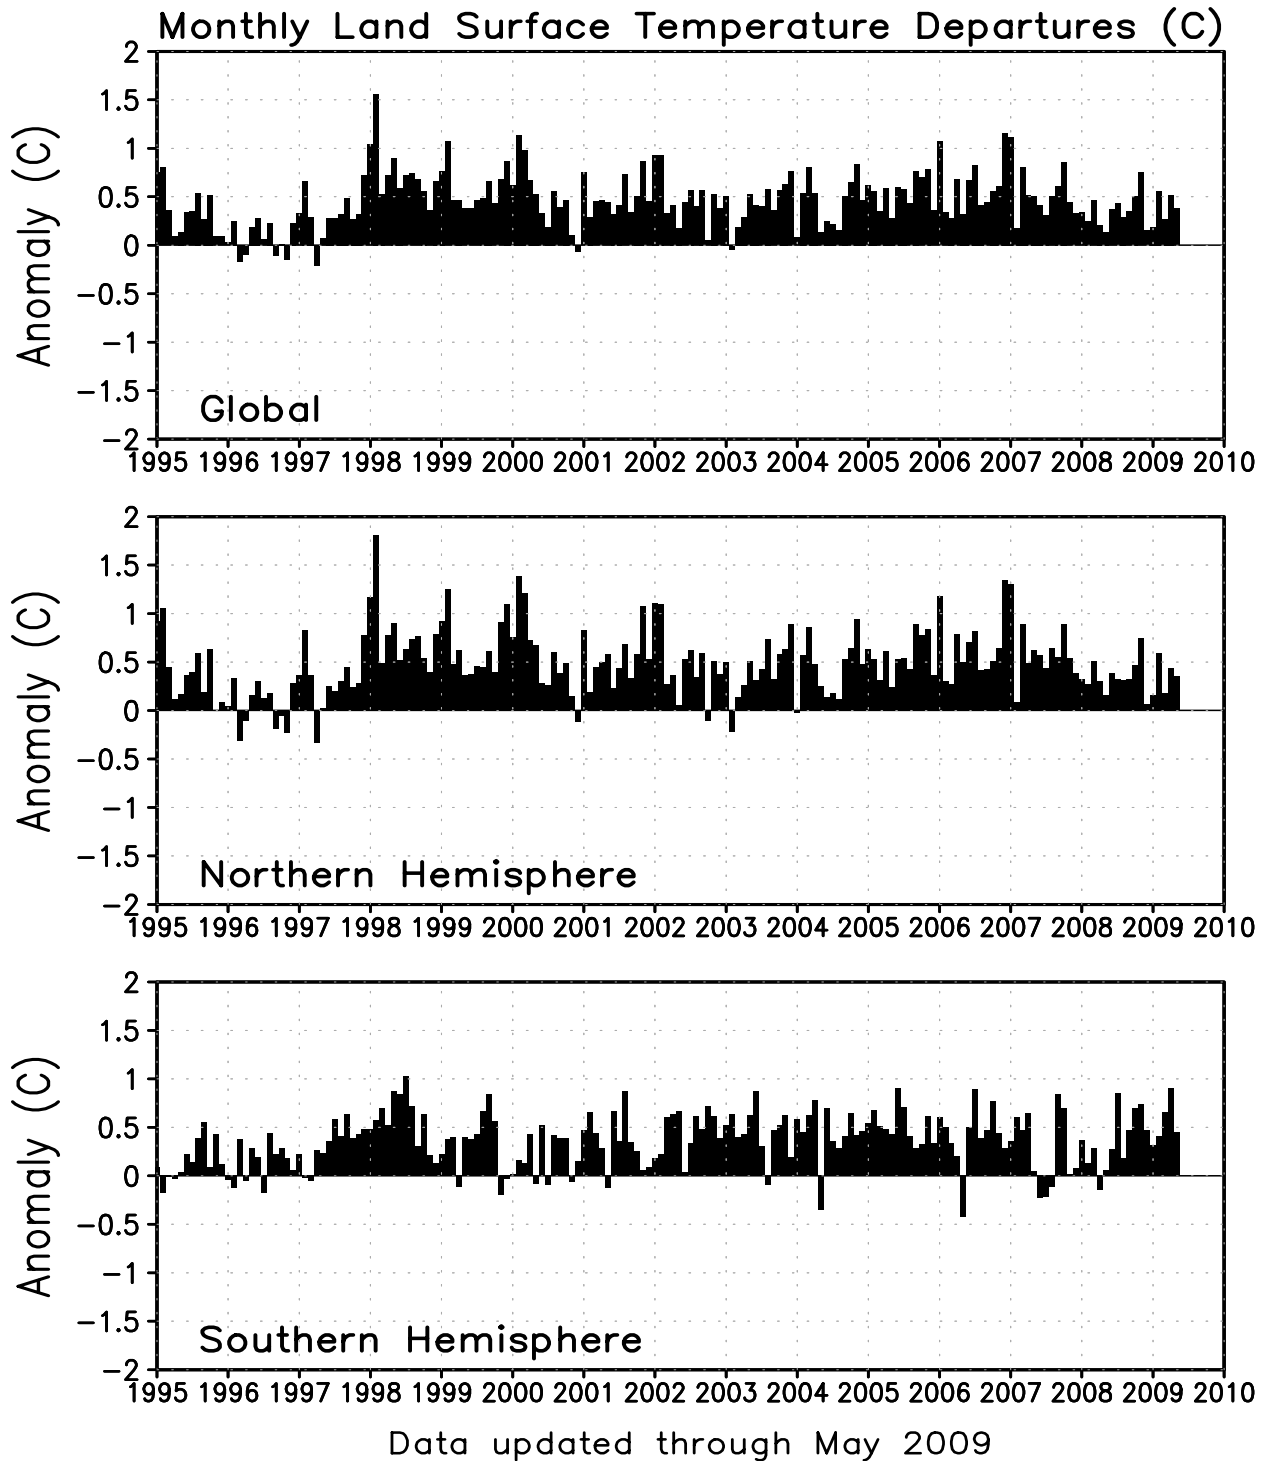 Monthly Land Surface Temperature Departures (C)
2
1.5
1
0.5
0
−0.5
−1
−1.5
−2
Anomaly (C)
Global
1995 1996 1997 1998 1999 2000 2001 2002 2003 2004 2005 2006 2007 2008 2009 2010
2
1.5
1
0.5
0
−0.5
−1
−1.5
−2
Anomaly (C)
Northern Hemisphere
1995 1996 1997 1998 1999 2000 2001 2002 2003 2004 2005 2006 2007 2008 2009 2010
2
1.5
1
0.5
0
−0.5
−1
−1.5
−2
Anomaly (C)
Southern Hemisphere
1995 1996 1997 1998 1999 2000 2001 2002 2003 2004 2005 2006 2007 2008 2009 2010
Data updated through May 2009